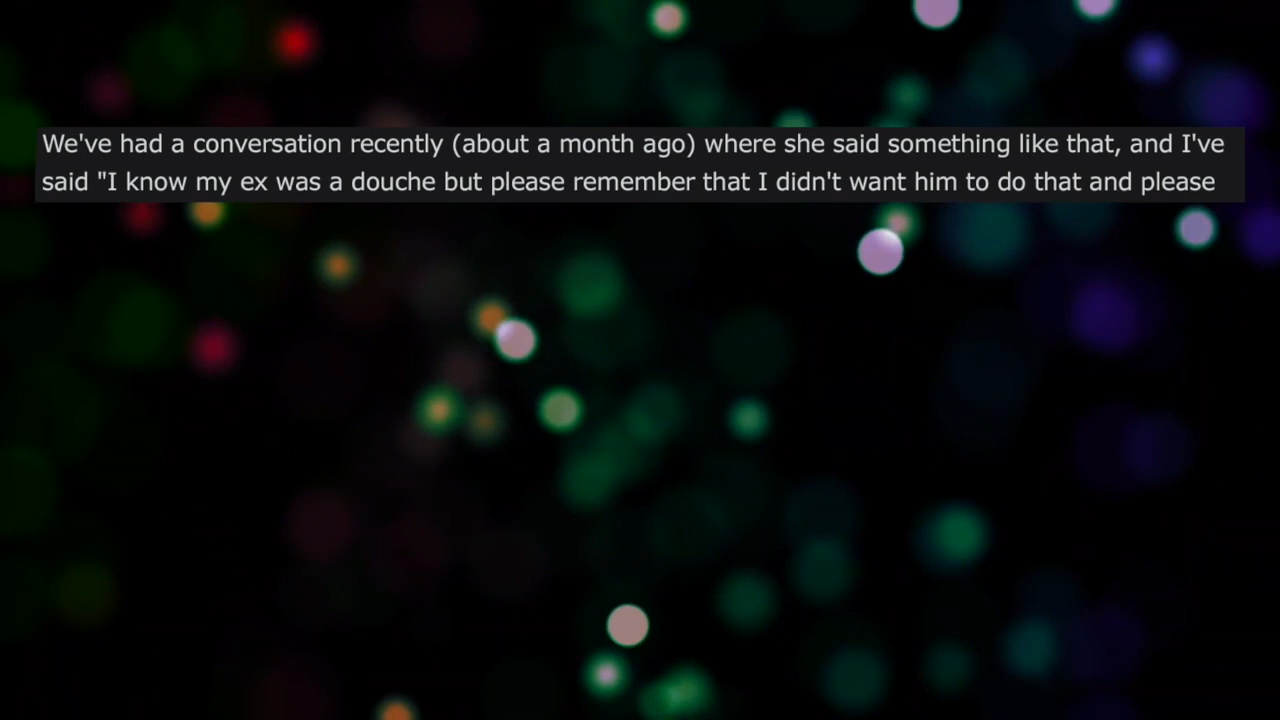 We've had a conversation recently (about a month ago) where she said something like that, and I've
said "I know my ex was a douche but please remember that I didn't want him to do that and please